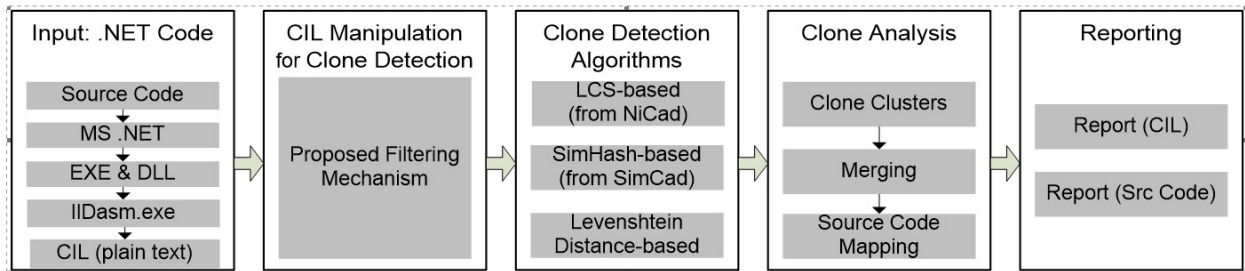 Input: .NET Code
Source Code
MS .NET
EXE & DLL
IlDasm.exe
CIL (plain text)
CIL Manipulation
for Clone Detection
Proposed Filtering
Mechanism
Clone Detection
Algorithms
LCS-based
(from NiCad)
SimHash-based
(from SimCad)
Levenshtein
Distance-based
Clone Analysis
Clone Clusters
Merging
Source Code
Mapping
Reporting
Report (CIL)
Report (Src Code)